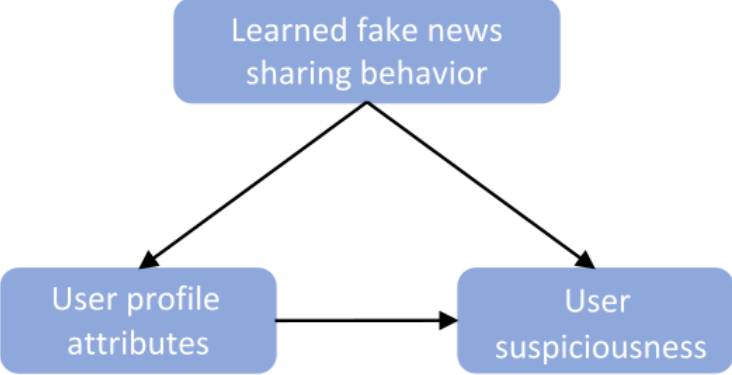 Learned fake news
sharing behavior
User profile
attributes
User
suspiciousness